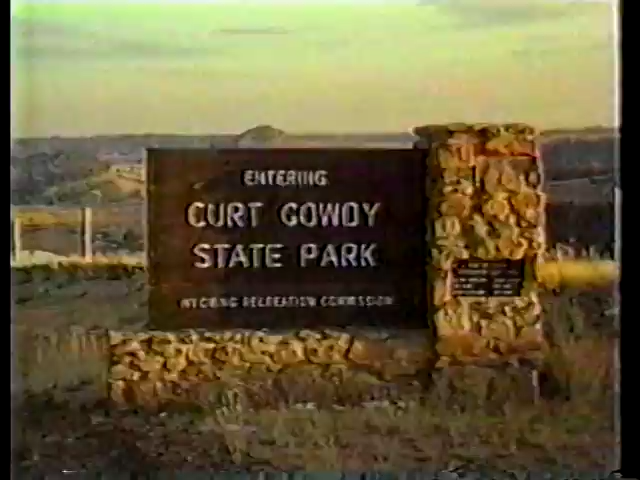 ENTERING
CURT GOWDY
STATE PARK
WYOMING RECREATION COMMISSION